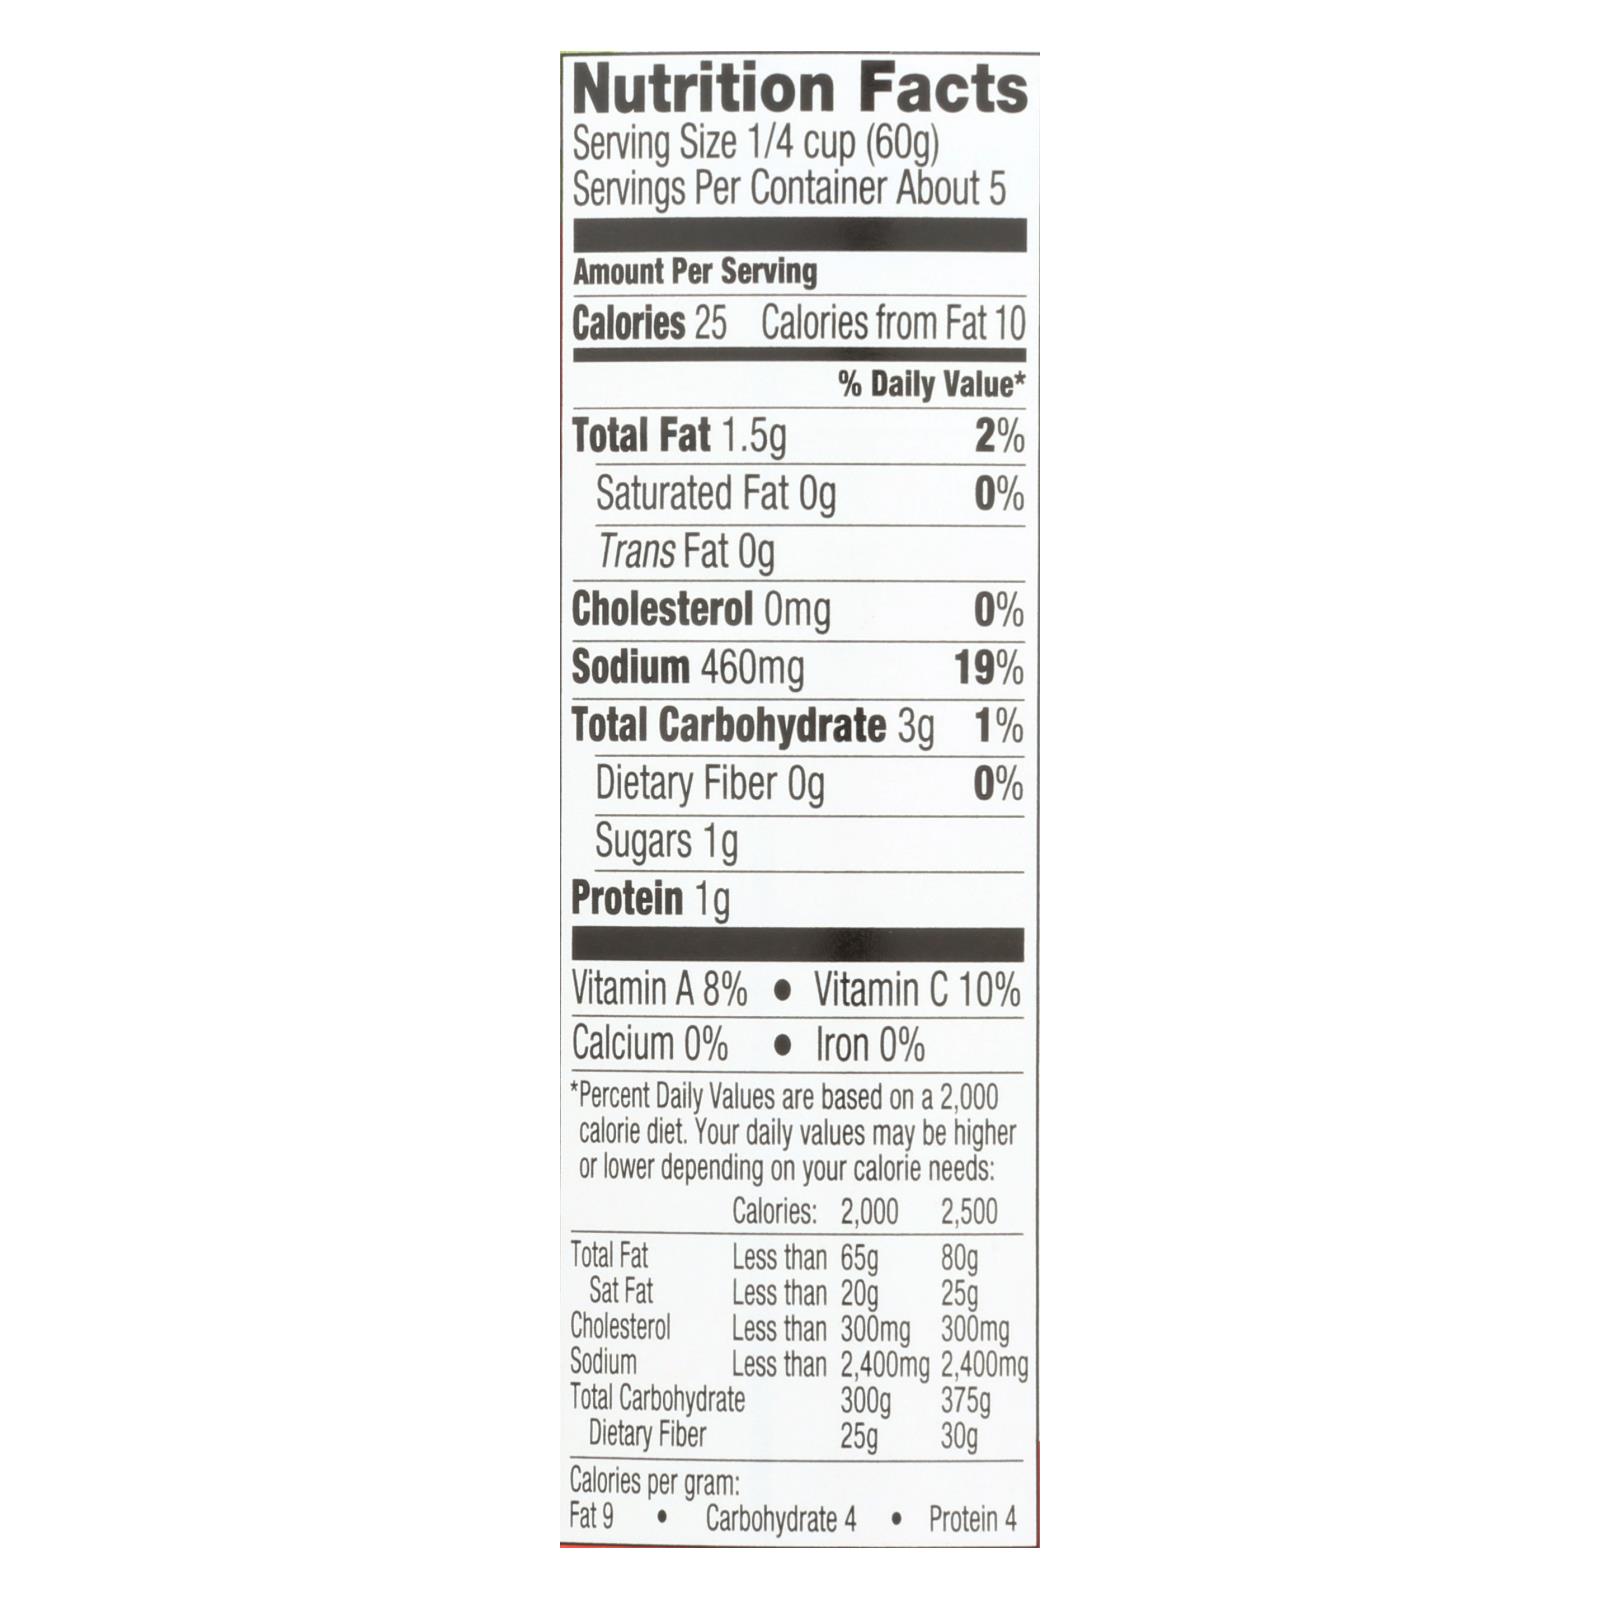 Nutrition Facts
Serving Size 1/4 cup (60g)
Servings Per Container About 5
Amount Per Serving
Calories 25 Calories from Fat 10
% Daily Value*
Total Fat 1.5g 2%
Saturated Fat 0g 0%
Trans Fat 0g
Cholesterol 0mg 0%
Sodium 460mg 19%
Total Carbohydrate 3g 1%
Dietary Fiber 0g 0%
Sugars 1g
Protein 1g
Vitamin A 8% • Vitamin C 10%
Calcium 0% • Iron 0%
*Percent Daily Values are based on a 2,000
calorie diet. Your daily values may be higher
or lower depending on your calorie needs:
Calories: 2,000 2,500
Total Fat Less than 65g 80g
Sat Fat Less than 20g 25g
Cholesterol Less than 300mg 300mg
Sodium Less than 2,400mg 2,400mg
Total Carbohydrate 300g 375g
Dietary Fiber 25g 30g
Calories per gram:
Fat 9 • Carbohydrate 4 • Protein 4